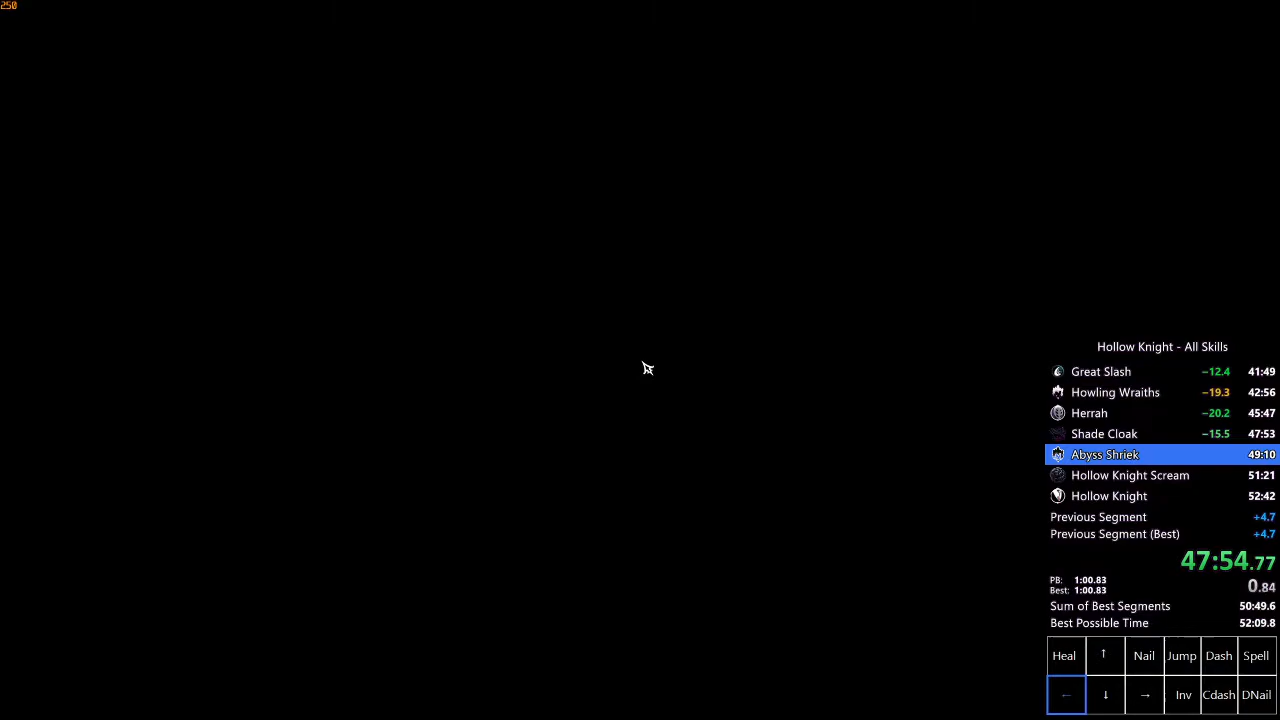 250
Hollow Knight - All Skills
Great Slash −12.4 41:49
Howling Wraiths −19.3 42:56
Herrah −20.2 45:47
Shade Cloak −15.5 47:53
Abyss Shriek 49:10
Hollow Knight Scream 51:21
Hollow Knight 52:42
Previous Segment +4.7
Previous Segment (Best) +4.7
47:54.77
PB: 1:00.83 0.84
Best: 1:00.83
Sum of Best Segments 50:49.6
Best Possible Time 52:09.8
Heal ↑ Nail Jump Dash Spell
← ↓ → Inv Cdash DNail